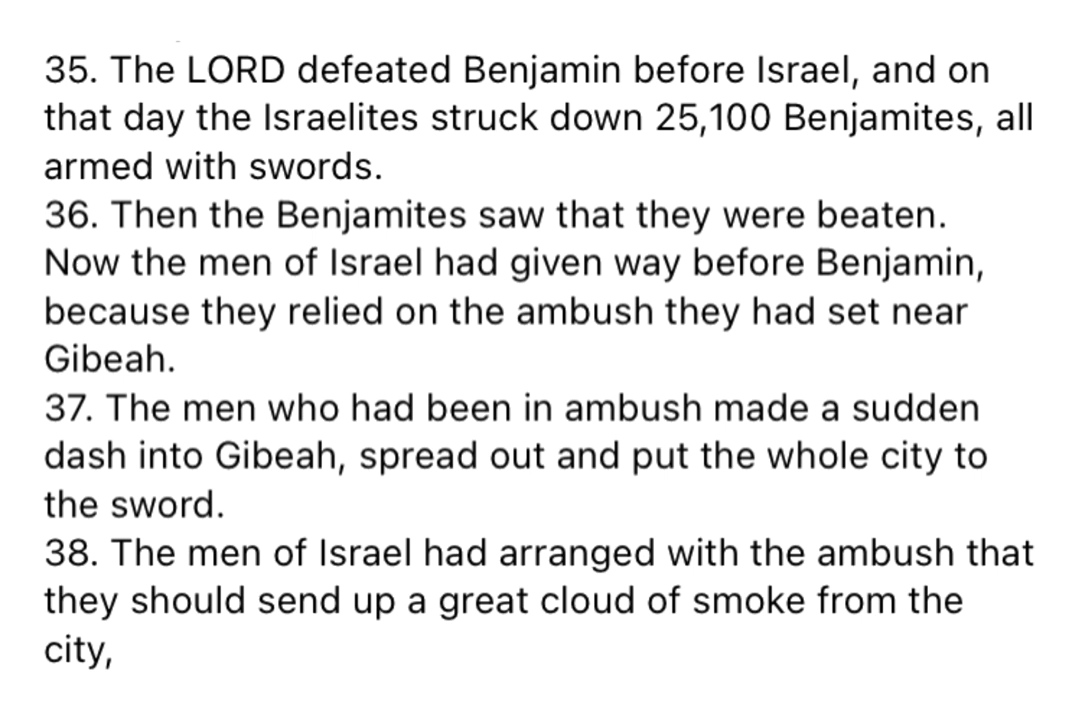 35. The LORD defeated Benjamin before Israel, and on
that day the Israelites struck down 25,100 Benjamites, all
armed with swords.
36. Then the Benjamites saw that they were beaten.
Now the men of Israel had given way before Benjamin,
because they relied on the ambush they had set near
Gibeah.
37. The men who had been in ambush made a sudden
dash into Gibeah, spread out and put the whole city to
the sword.
38. The men of Israel had arranged with the ambush that
they should send up a great cloud of smoke from the
city,